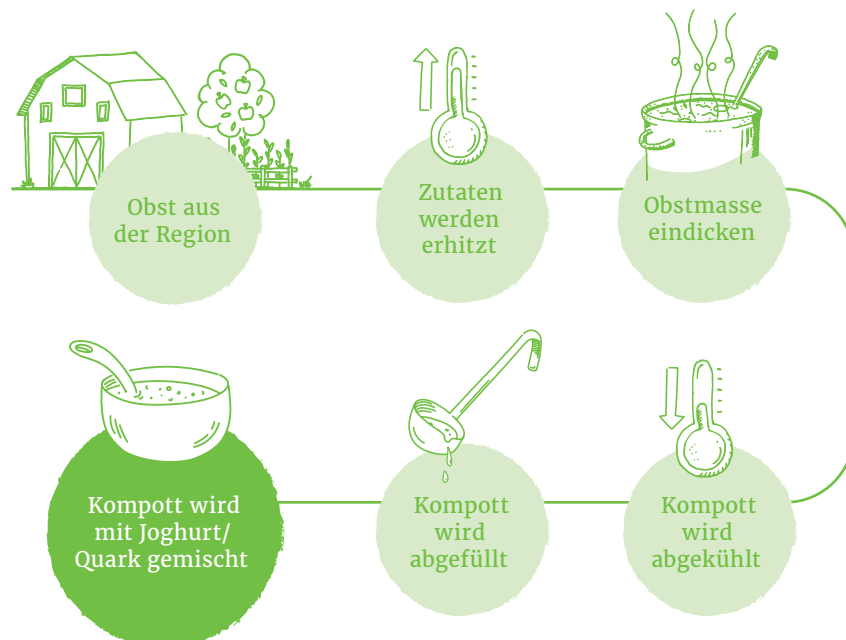 Obst aus
der Region
Zutaten
werden
erhitzt
Obstmasse
eindicken
Kompott
wird
abgekühlt
Kompott
wird
abgefüllt
Kompott wird
mit Joghurt/
Quark gemischt